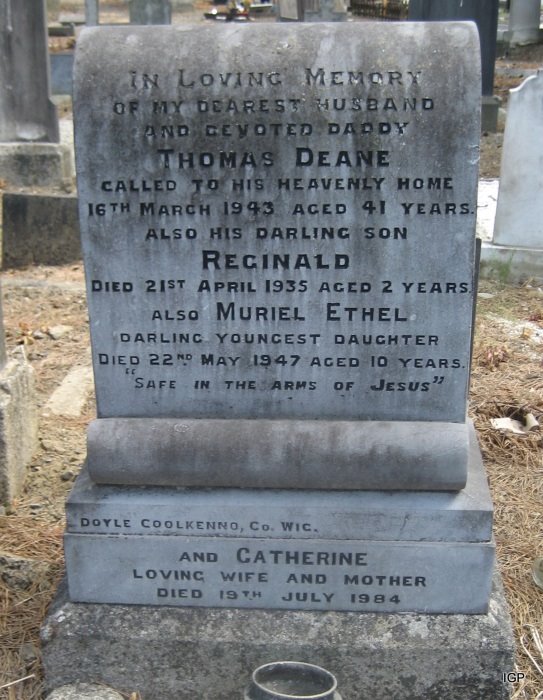 In Loving Memory
OF MY DEAREST HUSBAND
AND DEVOTED DADDY
THOMAS DEANE
CALLED TO HIS HEAVENLY HOME
16TH MARCH 1943 AGED 41 YEARS.
ALSO HIS DARLING SON
REGINALD
DIED 21ST APRIL 1935 AGED 2 YEARS.
ALSO MURIEL ETHEL
DARLING YOUNGEST DAUGHTER
DIED 22ND MAY 1947 AGED 10 YEARS.
"SAFE IN THE ARMS OF JESUS"
DOYLE COOLKENNO, CO. WIC.
AND CATHERINE
LOVING WIFE AND MOTHER
DIED 19TH JULY 1984
IGP